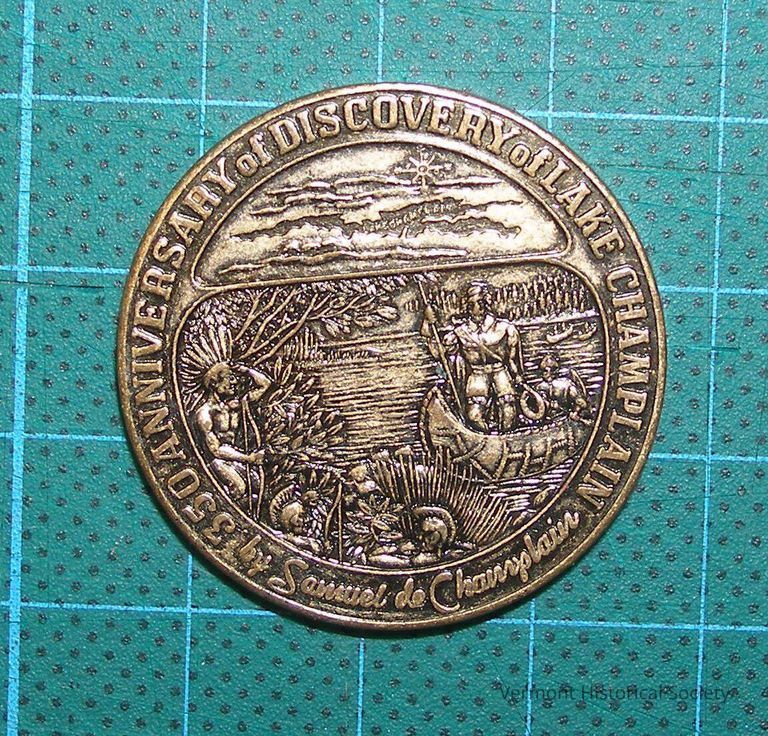 350 ANNIVERSARY of DISCOVERY of LAKE CHAMPLAIN
by Samuel de Champlain
Vermont Historical Society